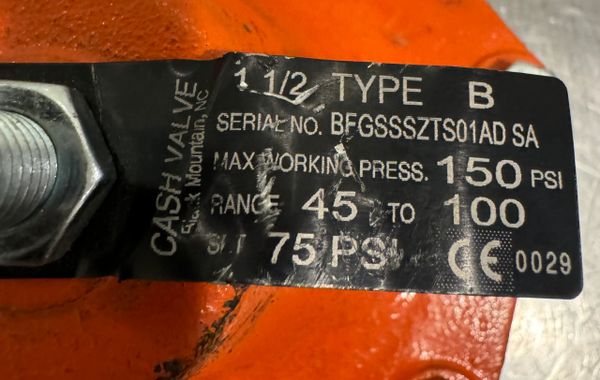 CASH VALVE
Black Mountain, NC
1 1/2 TYPE B
SERIAL NO. BFGSSSZTS01AD SA
MAX WORKING PRESS. 150 PSI
RANGE 45 TO 100
SET 75 PSI CE 0029